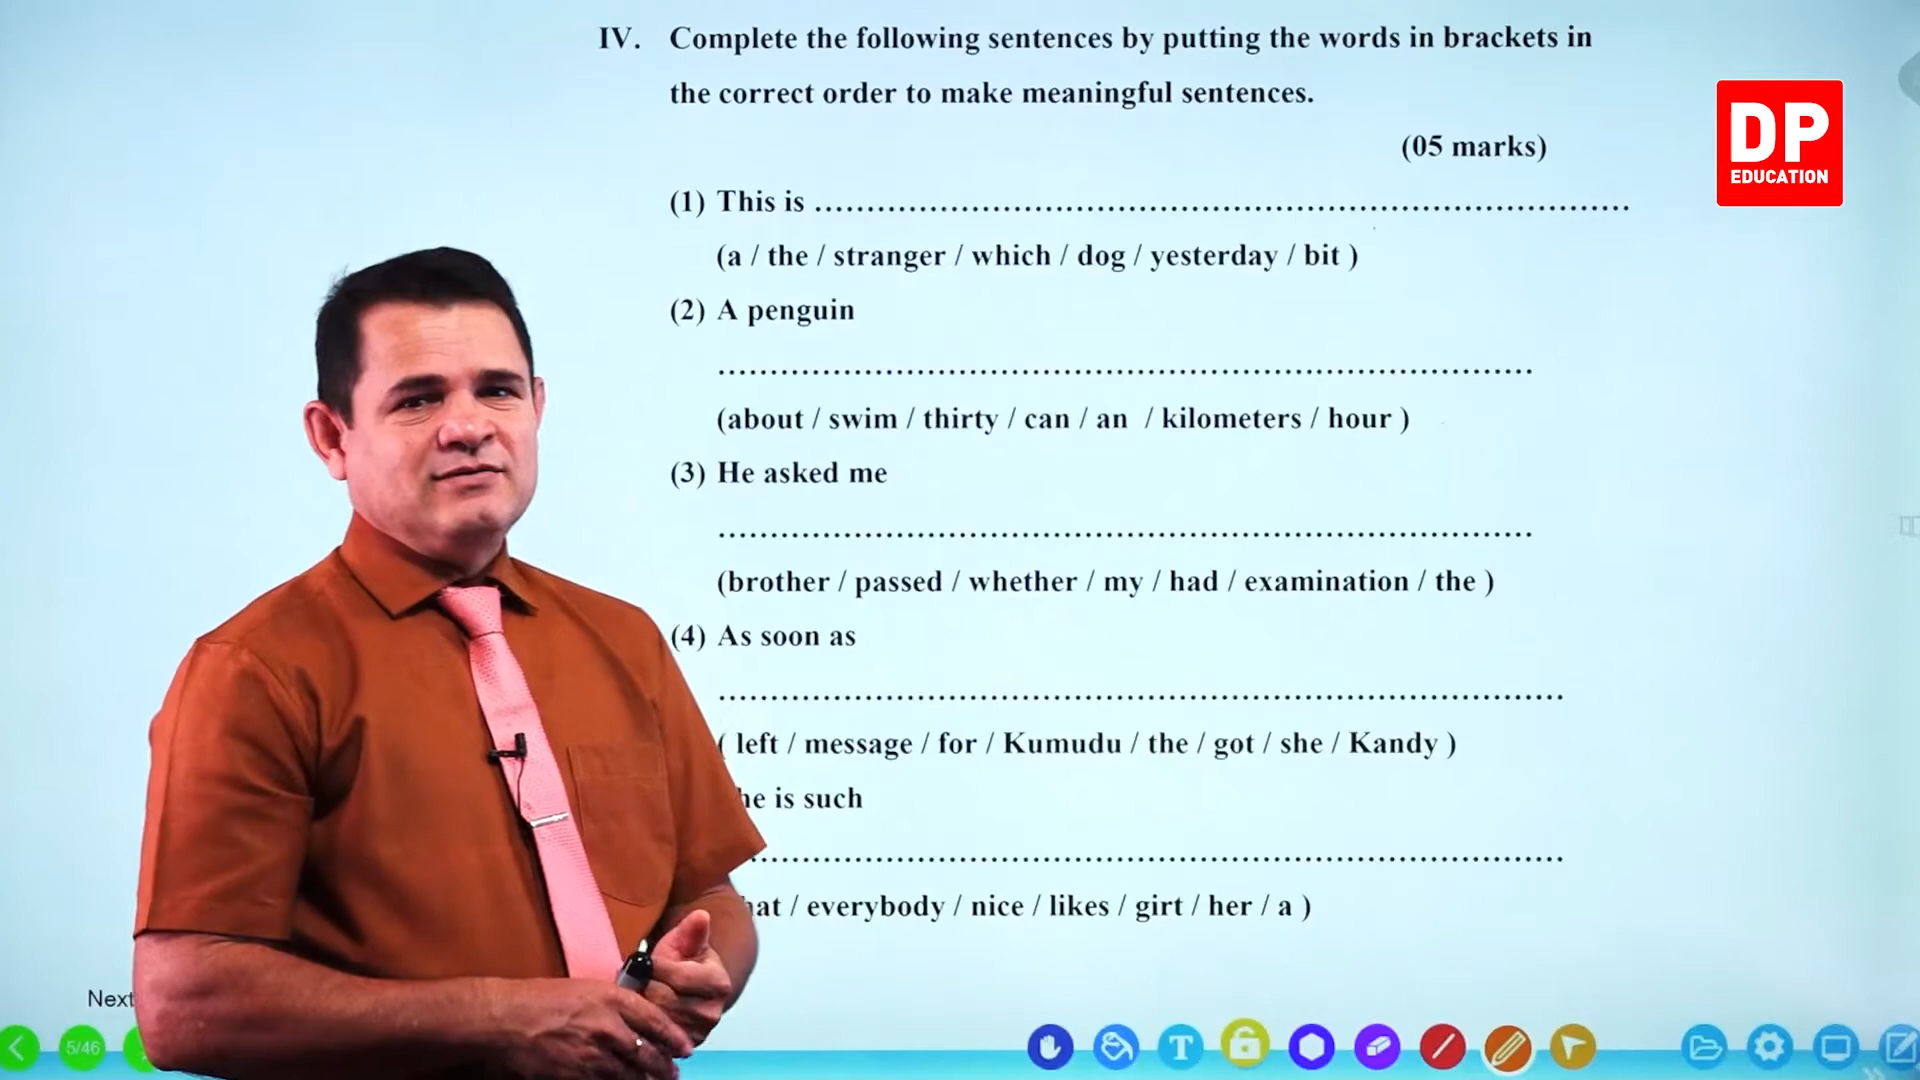 IV. Complete the following sentences by putting the words in brackets in
the correct order to make meaningful sentences.
DP
EDUCATION
(05 marks)
(1) This is ................................................................................
(a / the / stranger / which / dog / yesterday / bit )
(2) A penguin
................................................................................
(about / swim / thirty / can / an / kilometers / hour )
(3) He asked me
................................................................................
(brother / passed / whether / my / had / examination / the )
(4) As soon as
................................................................................
( left / message / for / Kumudu / the / got / she / Kandy )
he is such
................................................................................
hat / everybody / nice / likes / girt / her / a )
Next
5/46
T